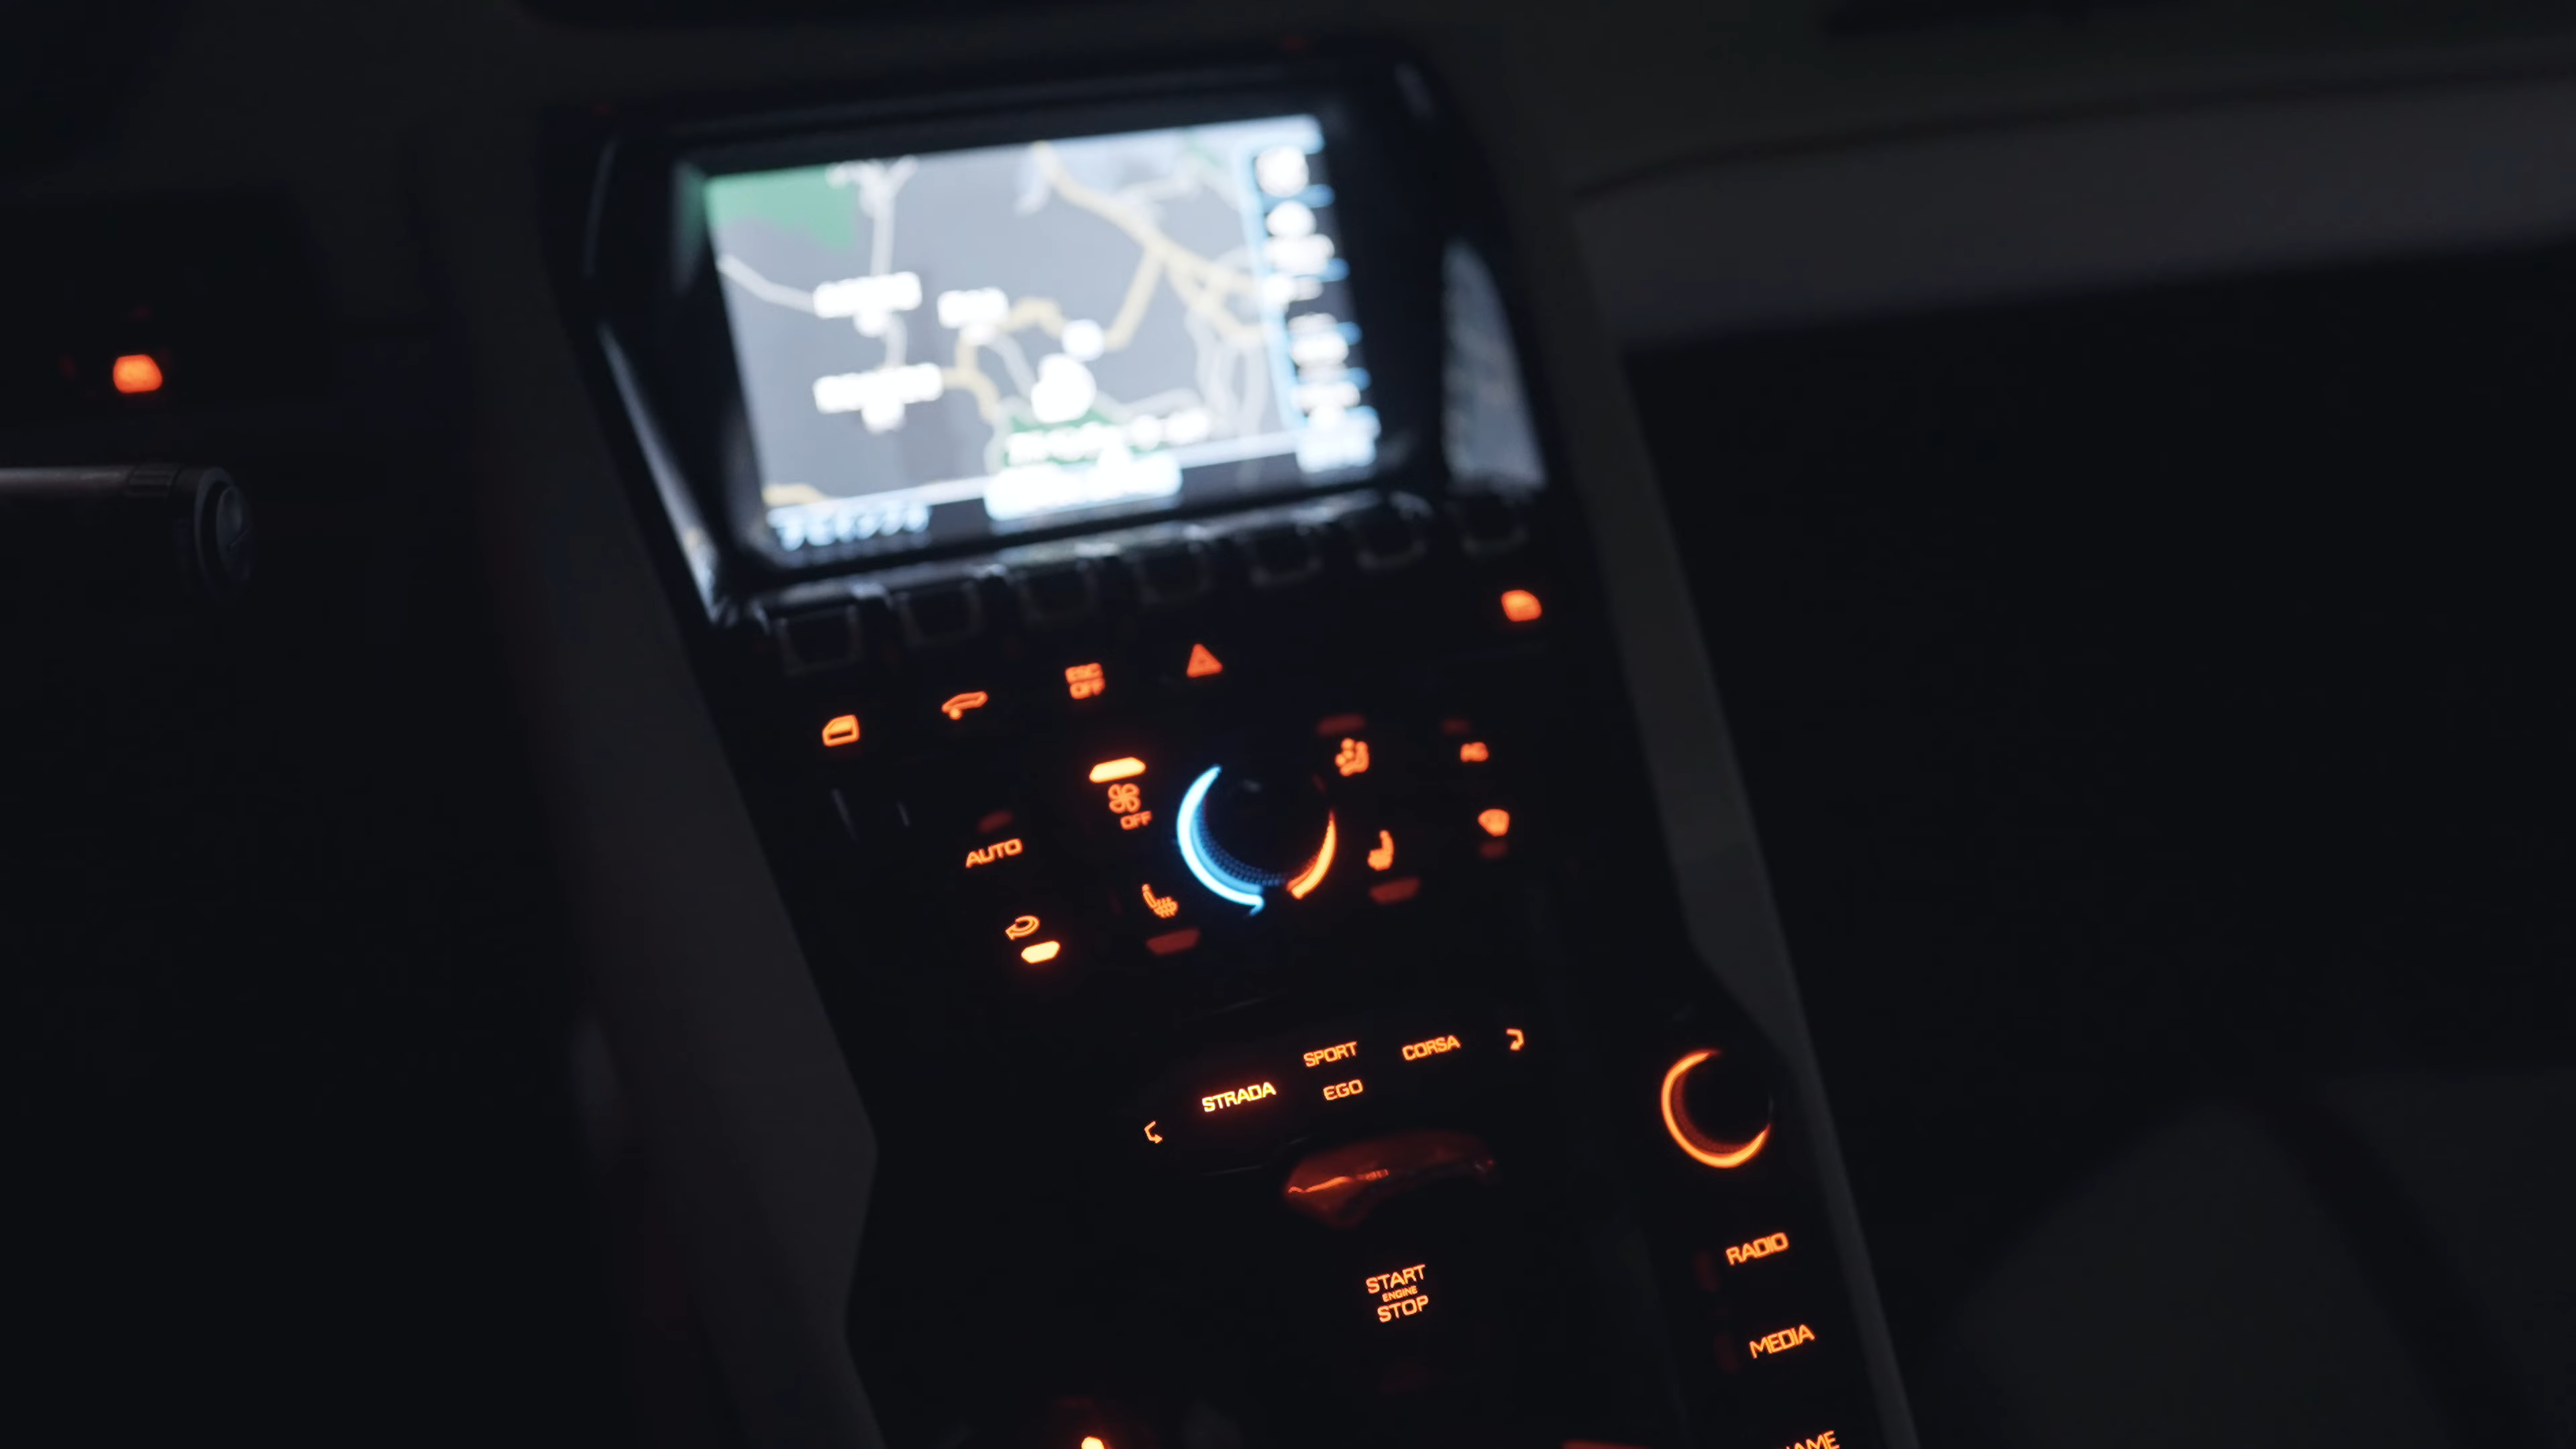 ESC
OFF
OFF
AUTO
SPORT
CORSA
STRADA
EGO
START
ENGINE
STOP
RADIO
MEDIA